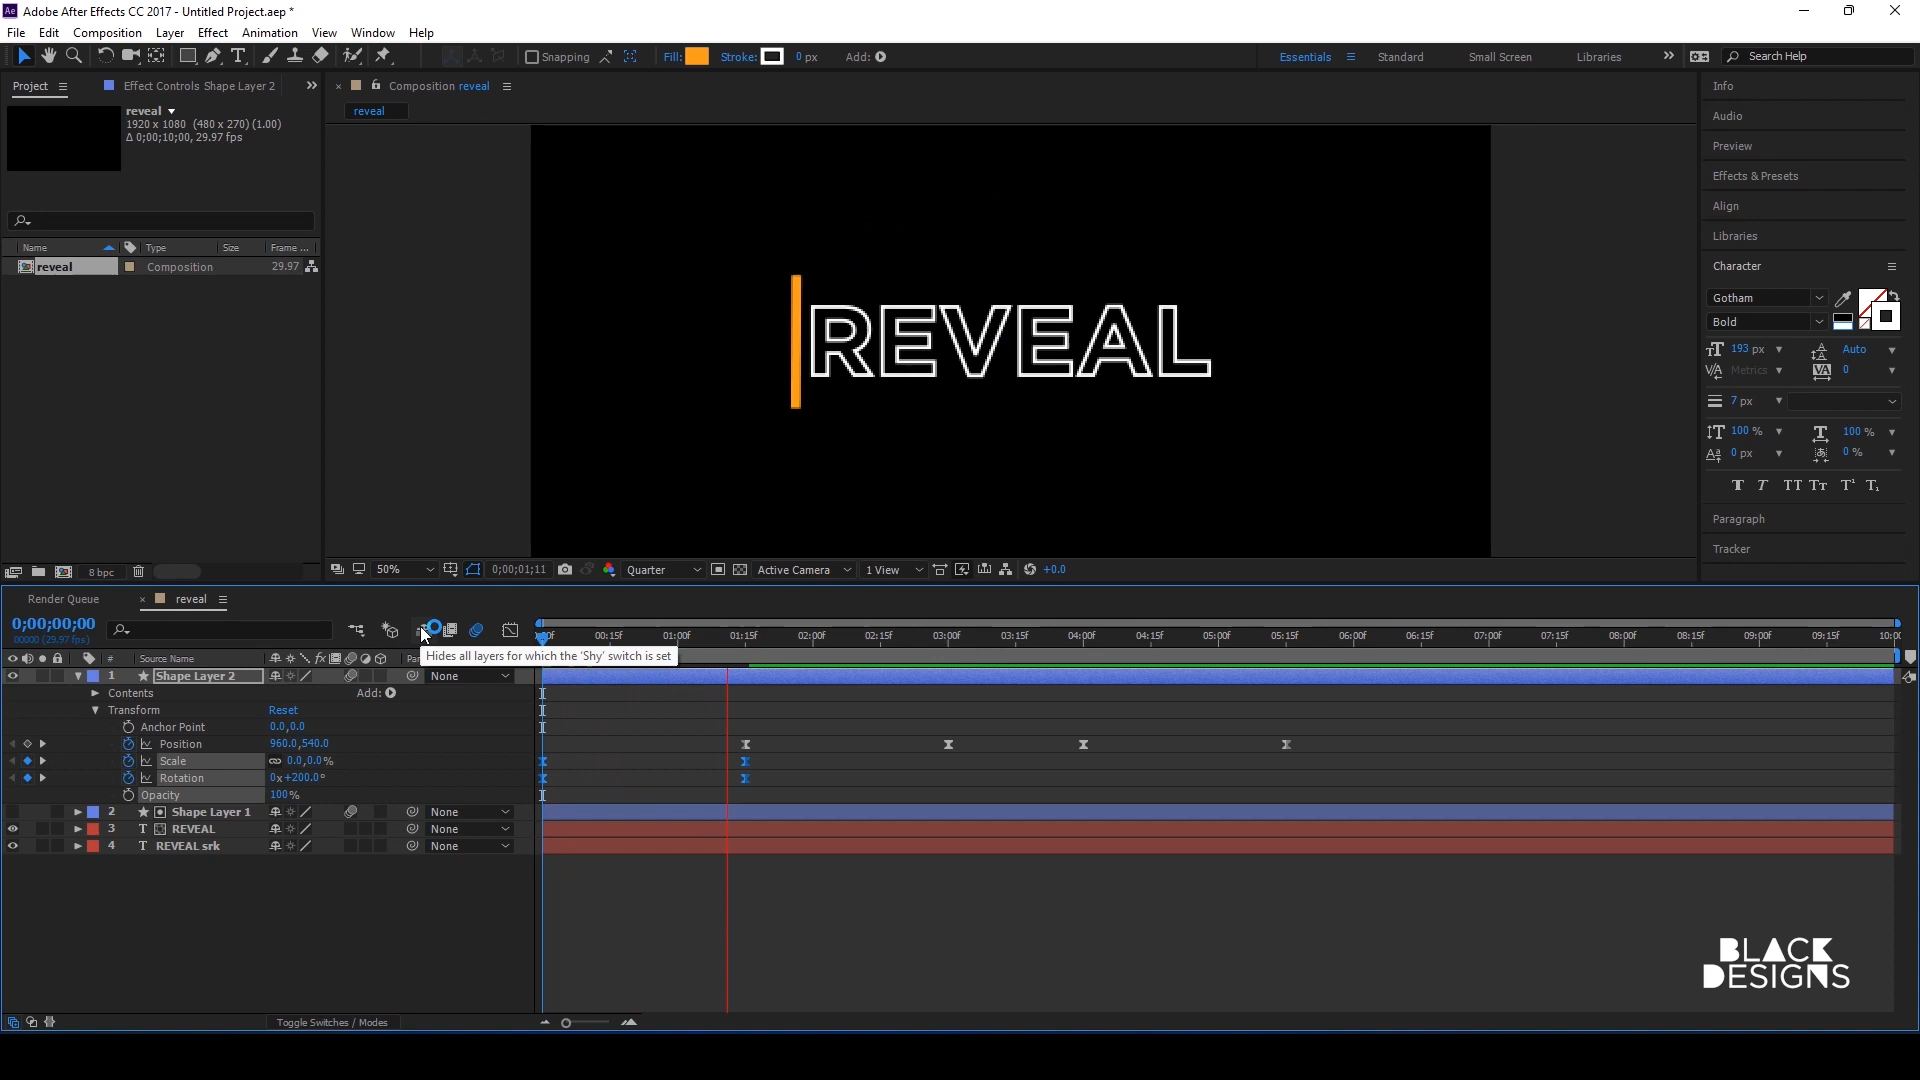 Ae Adobe After Effects CC 2017 - Untitled Project.aep *
File Edit Composition Layer Effect Animation View Window Help
Snapping Fill: Stroke: 0 px Add: Essentials Standard Small Screen Libraries Search Help
Project Effect Controls Shape Layer 2
Composition reveal
reveal
reveal
1920 x 1080 (480 x 270) (1.00)
Δ 0;00;10;00, 29.97 fps
Name Type Size Frame ...
reveal Composition 29.97
8 bpc
REVEAL
50% 0;00;01;11 Quarter Active Camera 1 View +0.0
Info
Audio
Preview
Effects & Presets
Align
Libraries
Character
Gotham
Bold
193 px Auto
Metrics 0
7 px
100 % 100 %
0 px 0 %
T T TT Tt T¹ T₁
Paragraph
Tracker
Render Queue reveal
0;00;00;00
00000 (29.97 fps)
00:15f 01:00f 01:15f 02:00f 02:15f 03:00f 03:15f 04:00f 04:15f 05:00f 05:15f 06:00f 06:15f 07:00f 07:15f 08:00f 08:15f 09:00f 09:15f 10:0
Hides all layers for which the 'Shy' switch is set
# Source Name fx
1 Shape Layer 2 None
Contents Add:
Transform Reset
Anchor Point 0.0,0.0
Position 960.0,540.0
Scale 0.0,0.0%
Rotation 0x+200.0°
Opacity 100%
2 Shape Layer 1 None
3 T REVEAL None
4 T REVEAL srk None
Toggle Switches / Modes
BLACK
DESIGNS